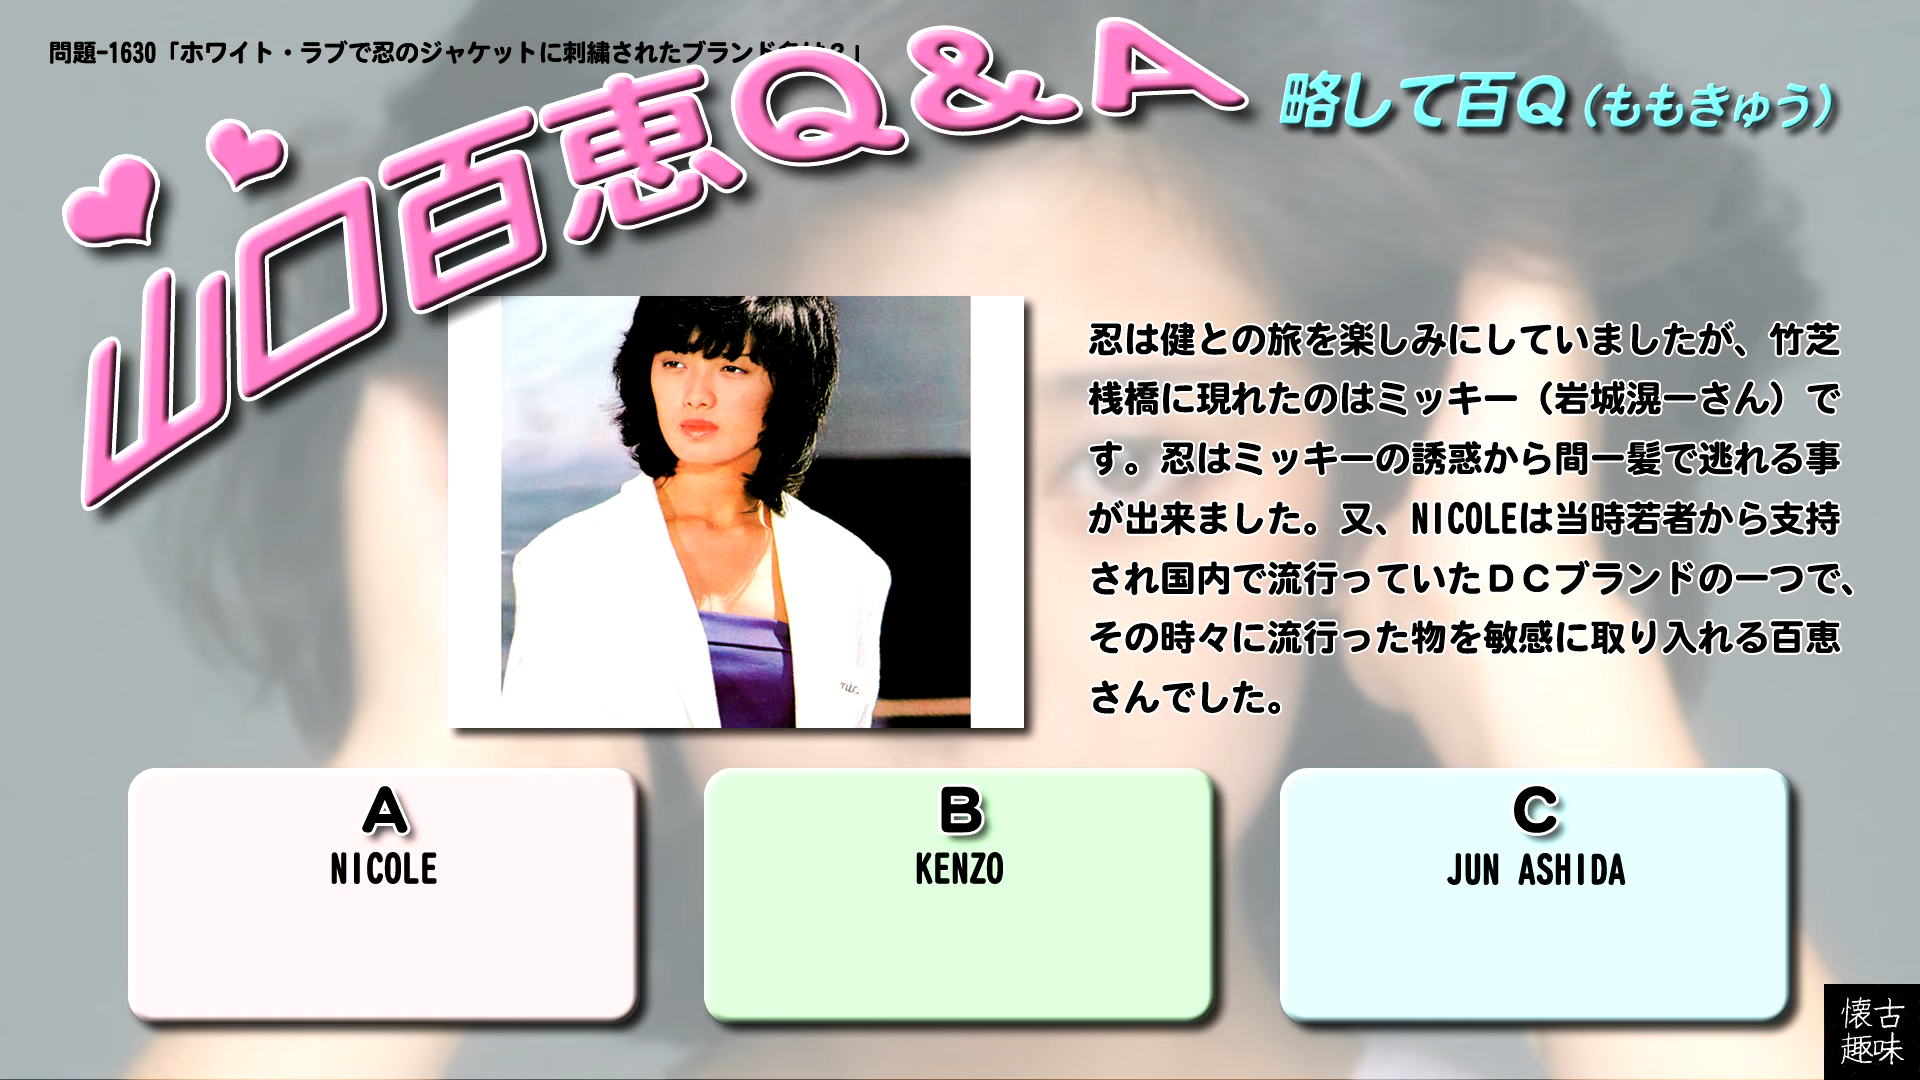 問題-1630「ホワイト・ラブで忍のジャケットに刺繍されたブランド名は？」
山口百恵Q&A
略して百Q（ももきゅう）
忍は健との旅を楽しみにしていましたが、竹芝
桟橋に現れたのはミッキー（岩城滉一さん）で
す。忍はミッキーの誘惑から間一髪で逃れる事
が出来ました。又、NICOLEは当時若者から支持
され国内で流行っていたＤＣブランドの一つで、
その時々に流行った物を敏感に取り入れる百恵
さんでした。
nic
A
NICOLE
B
KENZO
C
JUN ASHIDA
懐古
趣味